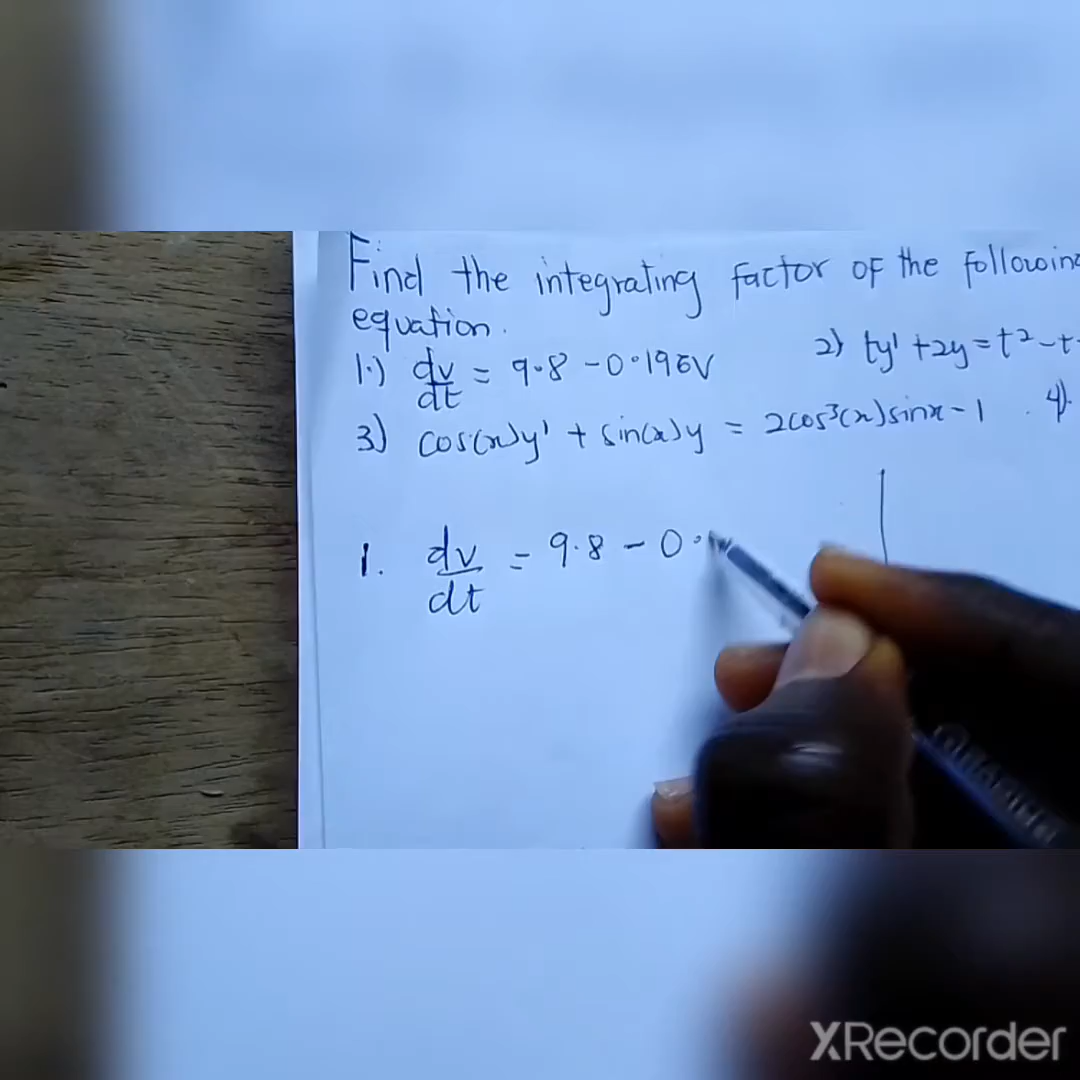 Find the integrating factor of the following
equation.
1.) dv/dt = 9.8 - 0.196V
2) ty' + 2y = t² - t
3) cos(x)y' + sin(x)y = 2cos³(x)sinx - 1
4).
1. dv/dt = 9.8 - 0.
XRecorder